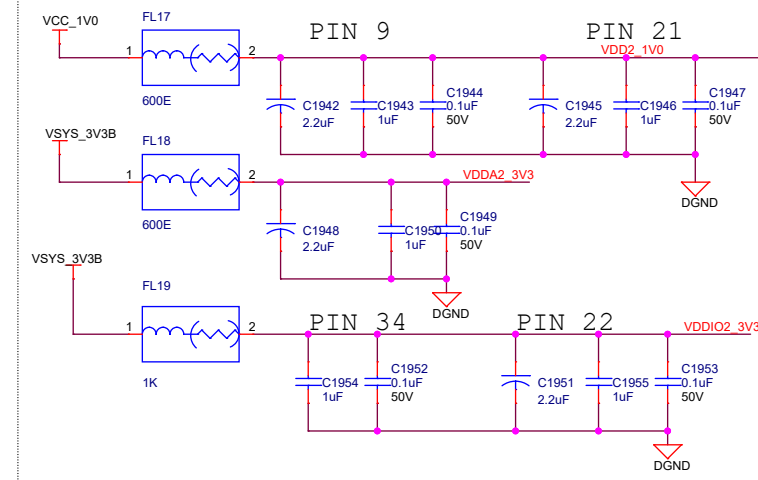 VCC_1V0
FL17
1
2
600E
PIN 9
PIN 21
VDD2_1V0
C1942
2.2uF
C1943
1uF
C1944
0.1uF
50V
C1945
2.2uF
C1946
1uF
C1947
0.1uF
50V
DGND
VSYS_3V3B
FL18
1
2
600E
VDDA2_3V3
C1948
2.2uF
C1950
1uF
C1949
0.1uF
50V
DGND
VSYS_3V3B
FL19
1
2
1K
PIN 34
PIN 22
VDDIO2_3V3
C1954
1uF
C1952
0.1uF
50V
C1951
2.2uF
C1955
1uF
C1953
0.1uF
50V
DGND